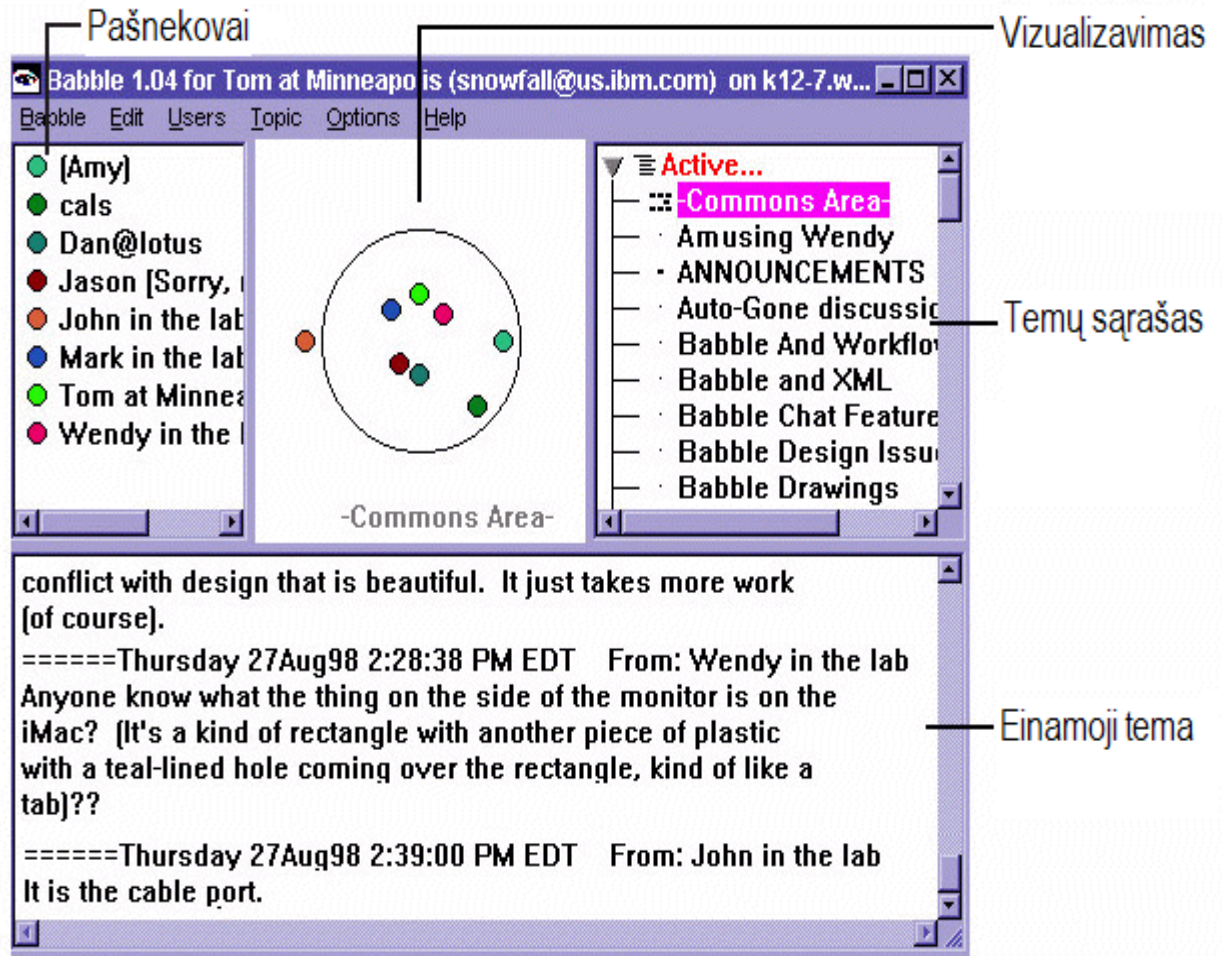 Pašnekovai
Vizualizavimas
Babble 1.04 for Tom at Minneapolis (snowfall@us.ibm.com) on k12-7.w...
Babble Edit Users Topic Options Help
(Amy)
cals
Dan@lotus
Jason [Sorry,
John in the lab
Mark in the lab
Tom at Minnea
Wendy in the
-Commons Area-
Active...
-Commons Area-
Amusing Wendy
ANNOUNCEMENTS
Auto-Gone discussic
Babble And Workflov
Babble and XML
Babble Chat Feature
Babble Design Issu
Babble Drawings
Temų sąrašas
conflict with design that is beautiful. It just takes more work
(of course).
======Thursday 27Aug98 2:28:38 PM EDT From: Wendy in the lab
Anyone know what the thing on the side of the monitor is on the
iMac? (It's a kind of rectangle with another piece of plastic
with a teal-lined hole coming over the rectangle, kind of like a
tab)??
======Thursday 27Aug98 2:39:00 PM EDT From: John in the lab
It is the cable port.
Einamoji tema